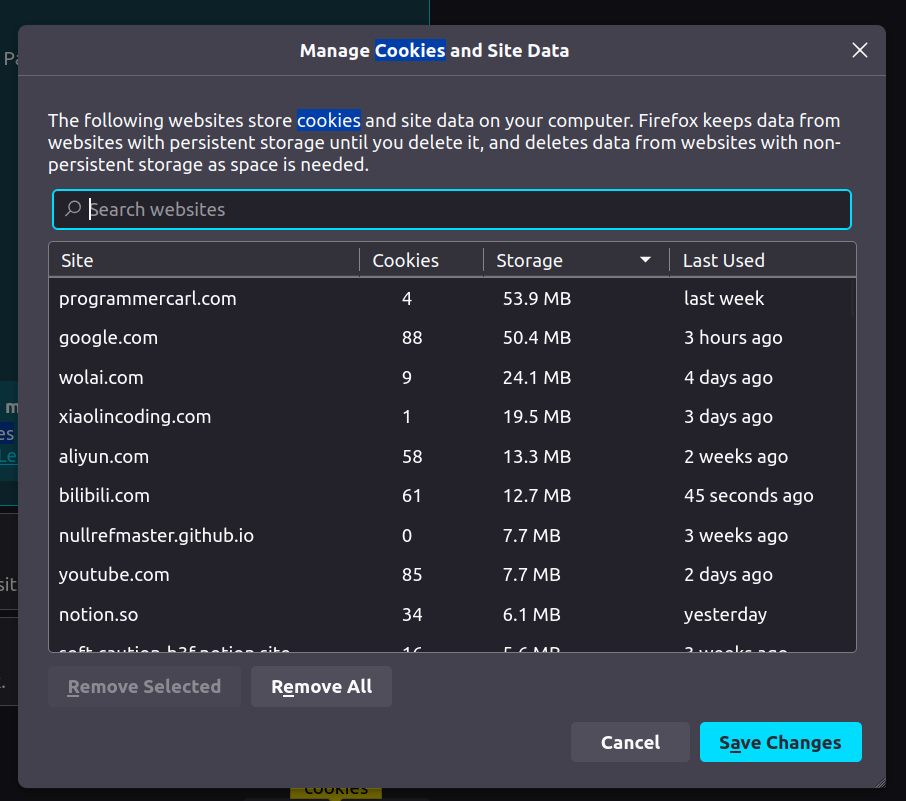 Manage Cookies and Site Data
The following websites store cookies and site data on your computer. Firefox keeps data from
websites with persistent storage until you delete it, and deletes data from websites with non-
persistent storage as space is needed.
Search websites
Site Cookies Storage Last Used
programmercarl.com 4 53.9 MB last week
google.com 88 50.4 MB 3 hours ago
wolai.com 9 24.1 MB 4 days ago
xiaolincoding.com 1 19.5 MB 3 days ago
aliyun.com 58 13.3 MB 2 weeks ago
bilibili.com 61 12.7 MB 45 seconds ago
nullrefmaster.github.io 0 7.7 MB 3 weeks ago
youtube.com 85 7.7 MB 2 days ago
notion.so 34 6.1 MB yesterday
16 5.6 MB 3 weeks ago
Remove Selected Remove All
Cancel Save Changes
cookies